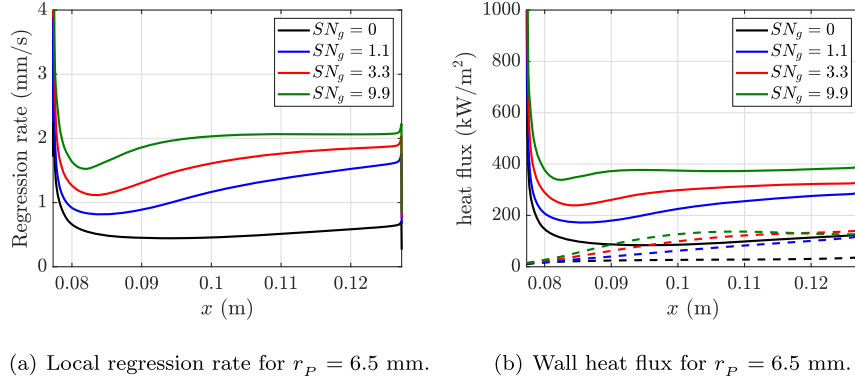 4
3
2
1
0
Regression rate (mm/s)
0.08 0.09 0.1 0.11 0.12
x (m)
SN_g = 0
SN_g = 1.1
SN_g = 3.3
SN_g = 9.9
(a) Local regression rate for r_P = 6.5 mm.
1000
800
600
400
200
0
heat flux (kW/m²)
0.08 0.09 0.1 0.11 0.12
x (m)
SN_g = 0
SN_g = 1.1
SN_g = 3.3
SN_g = 9.9
(b) Wall heat flux for r_P = 6.5 mm.